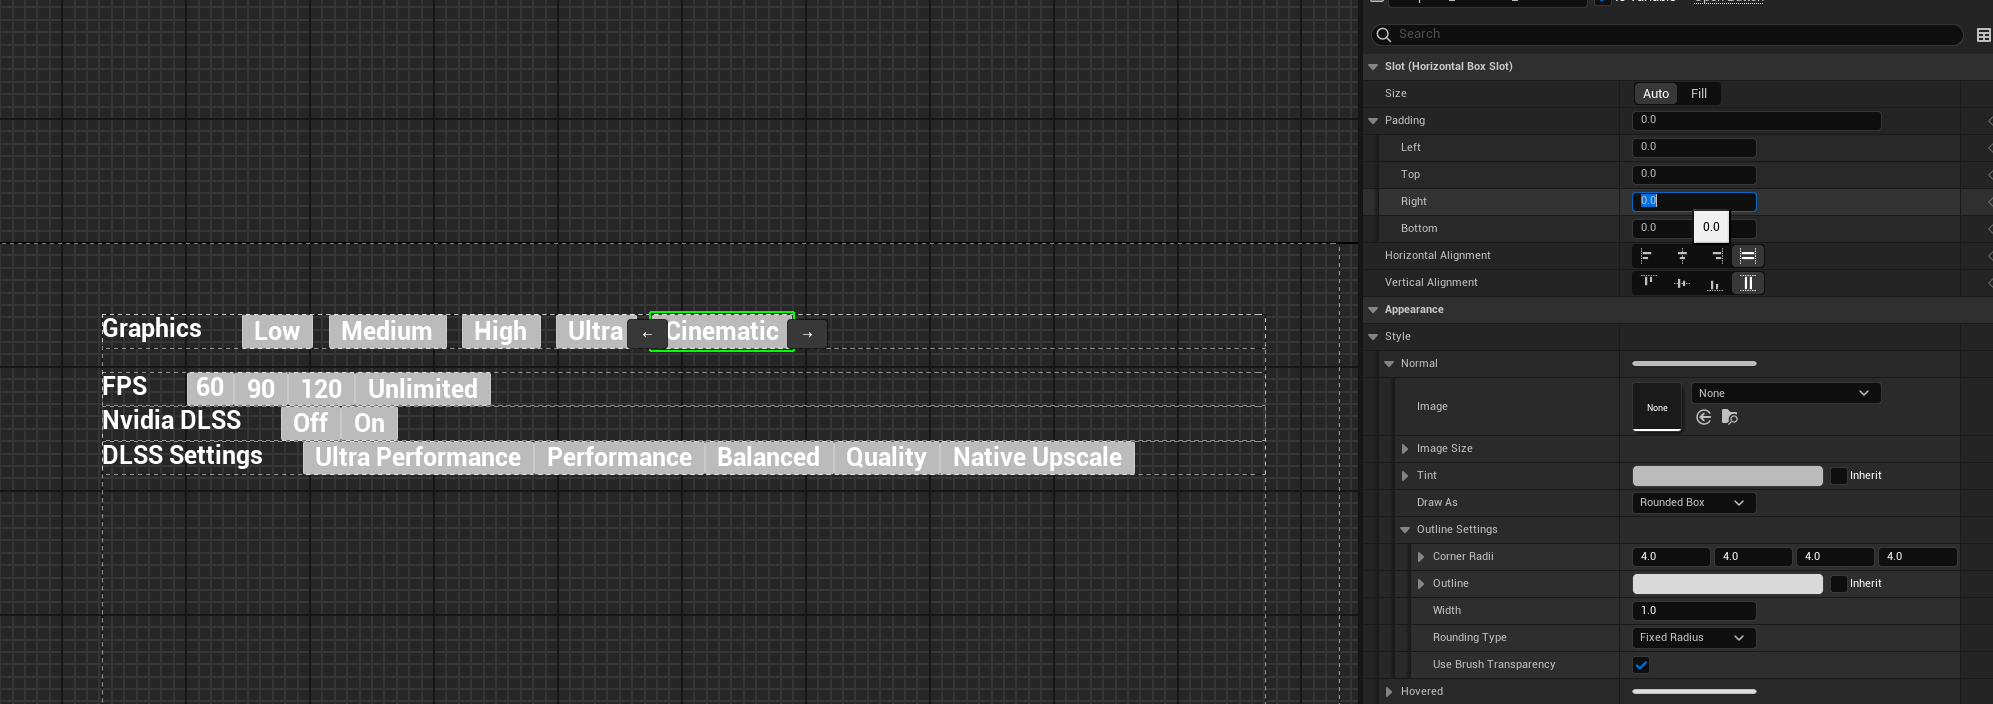 Search
Slot (Horizontal Box Slot)
Size Auto Fill
Padding 0.0
Left 0.0
Top 0.0
Right 0.0
Bottom 0.0 0.0
Horizontal Alignment
Vertical Alignment
Appearance
Style
Normal
Image None None
Image Size
Tint Inherit
Draw As Rounded Box
Outline Settings
Corner Radii 4.0 4.0 4.0 4.0
Outline Inherit
Width 1.0
Rounding Type Fixed Radius
Use Brush Transparency
Hovered
Graphics Low Medium High Ultra ← Cinematic →
FPS 60 90 120 Unlimited
Nvidia DLSS Off On
DLSS Settings Ultra Performance Performance Balanced Quality Native Upscale